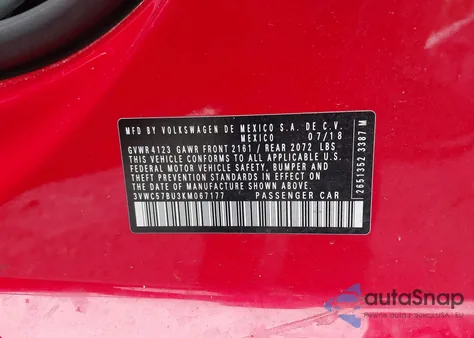 MFD BY VOLKSWAGEN DE MEXICO S.A. DE C.V.
MEXICO 07/18
GVWR 4123 GAWR FRONT 2161 / REAR 2072 LBS
THIS VEHICLE CONFORMS TO ALL APPLICABLE U.S.
FEDERAL MOTOR VEHICLE SAFETY, BUMPER AND
THEFT PREVENTION STANDARDS IN EFFECT ON THE
DATE OF MANUFACTURE SHOWN ABOVE.
3VWC57BU3KM067177 PASSENGER CAR
2651352 3387 M
autoSnap